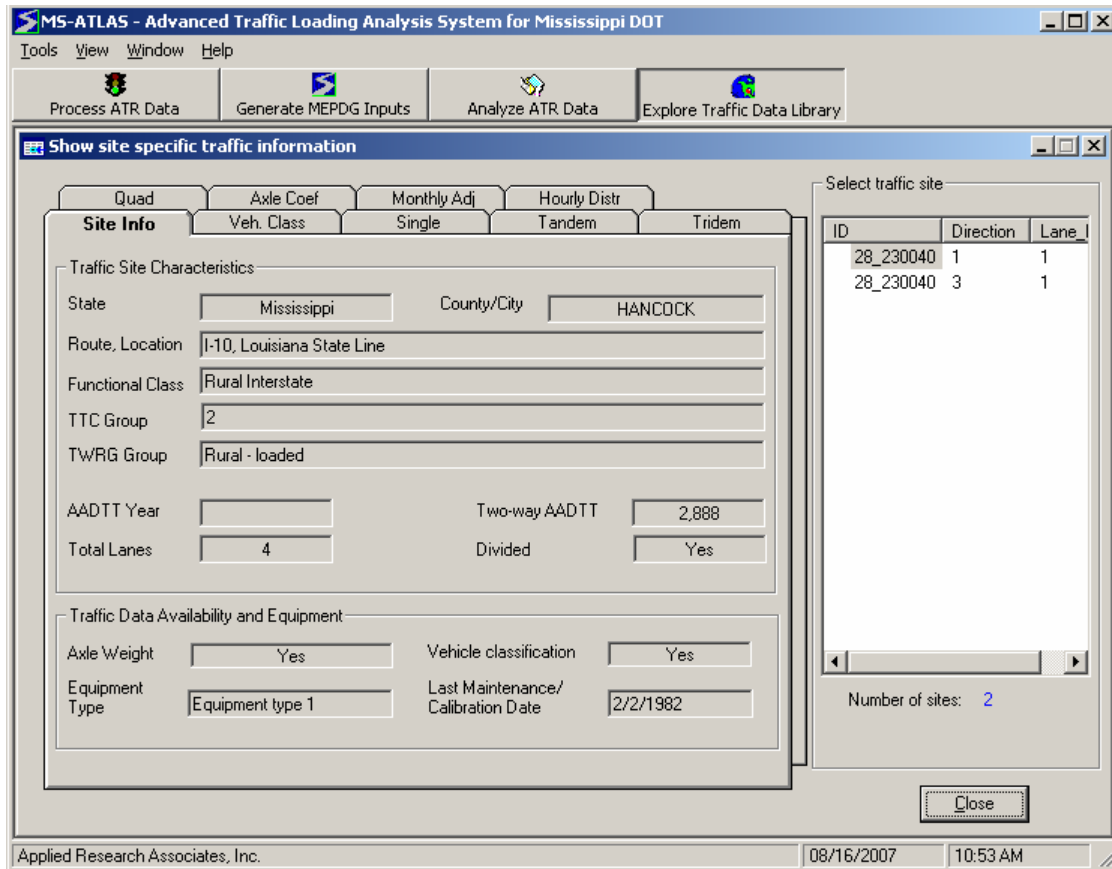 MS-ATLAS - Advanced Traffic Loading Analysis System for Mississippi DOT
Tools View Window Help
Process ATR Data
Generate MEPDG Inputs
Analyze ATR Data
Explore Traffic Data Library
Show site specific traffic information
Quad
Axle Coef
Monthly Adj
Hourly Distr
Site Info
Veh. Class
Single
Tandem
Tridem
Traffic Site Characteristics
State Mississippi County/City HANCOCK
Route, Location I-10, Louisiana State Line
Functional Class Rural Interstate
TTC Group 2
TWRG Group Rural - loaded
AADTT Year Two-way AADTT 2,888
Total Lanes 4 Divided Yes
Traffic Data Availability and Equipment
Axle Weight Yes Vehicle classification Yes
Equipment Type Equipment type 1 Last Maintenance/ Calibration Date 2/2/1982
Select traffic site
ID Direction Lane_
28_230040 1 1
28_230040 3 1
Number of sites: 2
Close
Applied Research Associates, Inc. 08/16/2007 10:53 AM